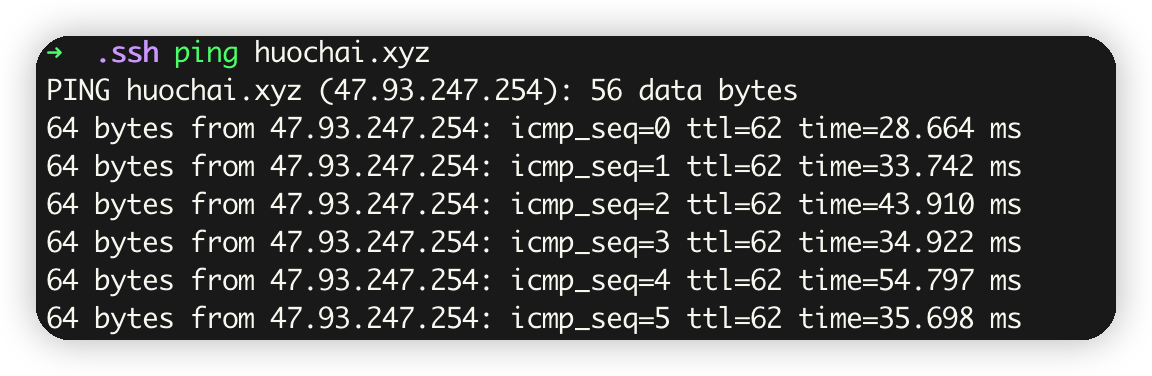 ➜  .ssh ping huochai.xyz
PING huochai.xyz (47.93.247.254): 56 data bytes
64 bytes from 47.93.247.254: icmp_seq=0 ttl=62 time=28.664 ms
64 bytes from 47.93.247.254: icmp_seq=1 ttl=62 time=33.742 ms
64 bytes from 47.93.247.254: icmp_seq=2 ttl=62 time=43.910 ms
64 bytes from 47.93.247.254: icmp_seq=3 ttl=62 time=34.922 ms
64 bytes from 47.93.247.254: icmp_seq=4 ttl=62 time=54.797 ms
64 bytes from 47.93.247.254: icmp_seq=5 ttl=62 time=35.698 ms